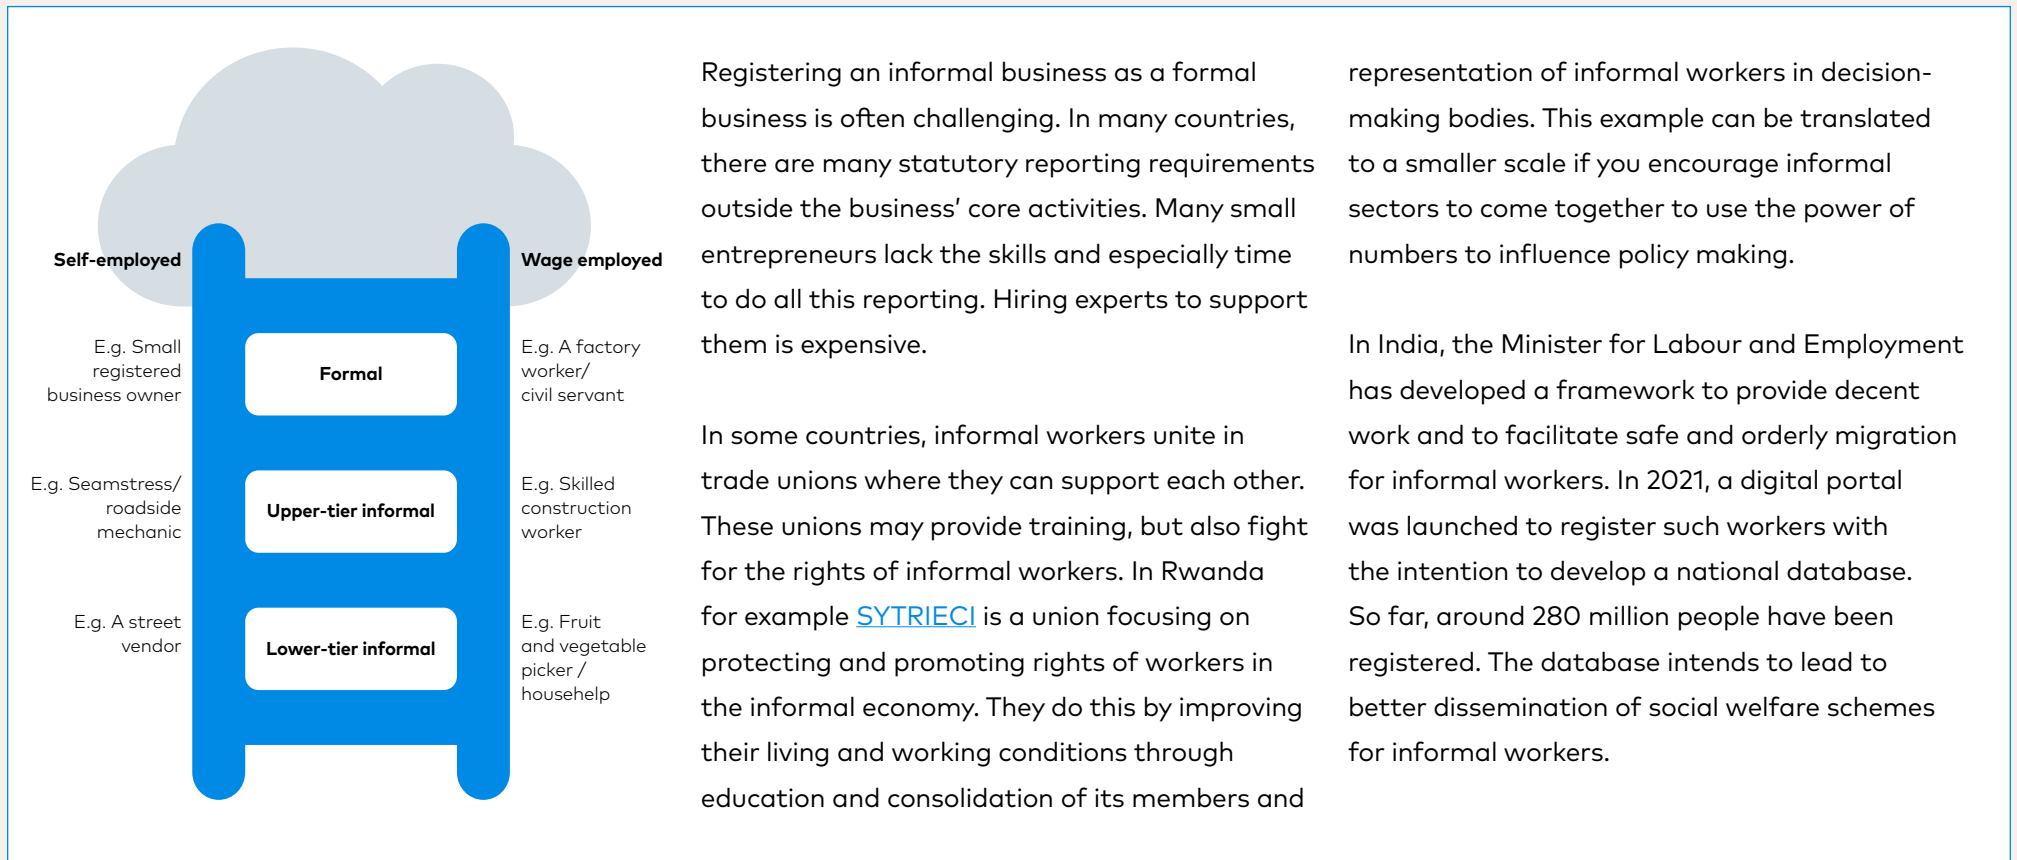 Self-employed
Wage employed
E.g. Small
registered
business owner
Formal
E.g. A factory
worker/
civil servant
E.g. Seamstress/
roadside
mechanic
Upper-tier informal
E.g. Skilled
construction
worker
E.g. A street
vendor
Lower-tier informal
E.g. Fruit
and vegetable
picker /
househelp
Registering an informal business as a formal
business is often challenging. In many countries,
there are many statutory reporting requirements
outside the business’ core activities. Many small
entrepreneurs lack the skills and especially time
to do all this reporting. Hiring experts to support
them is expensive.
In some countries, informal workers unite in
trade unions where they can support each other.
These unions may provide training, but also fight
for the rights of informal workers. In Rwanda
for example SYTRIECI is a union focusing on
protecting and promoting rights of workers in
the informal economy. They do this by improving
their living and working conditions through
education and consolidation of its members and
representation of informal workers in decision-
making bodies. This example can be translated
to a smaller scale if you encourage informal
sectors to come together to use the power of
numbers to influence policy making.
In India, the Minister for Labour and Employment
has developed a framework to provide decent
work and to facilitate safe and orderly migration
for informal workers. In 2021, a digital portal
was launched to register such workers with
the intention to develop a national database.
So far, around 280 million people have been
registered. The database intends to lead to
better dissemination of social welfare schemes
for informal workers.